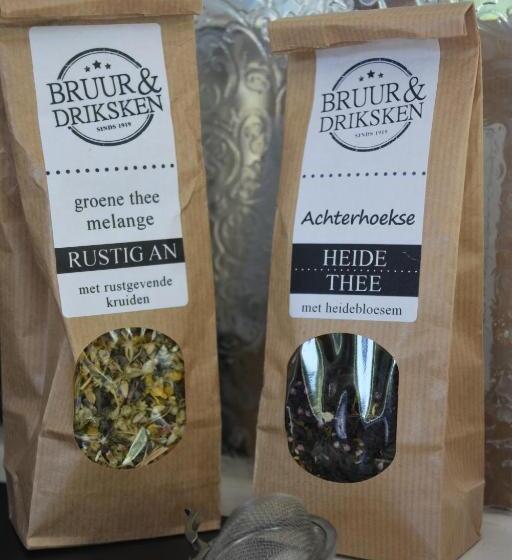 BRUUR &
DRIKSKEN
SINDS 1919
groene thee
melange
RUSTIG AN
met rustgevende
kruiden
BRUUR &
DRIKSKEN
SINDS 1919
Achterhoekse
HEIDE
THEE
met heidebloesem